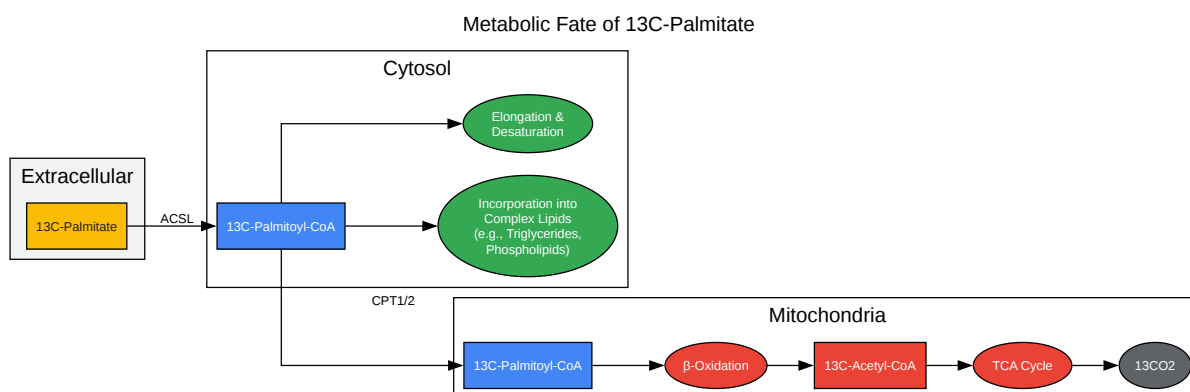 Metabolic Fate of 13C-Palmitate
Cytosol
Elongation &
Desaturation
Extracellular
13C-Palmitate
ACSL
13C-Palmitoyl-CoA
Incorporation into
Complex Lipids
(e.g., Triglycerides,
Phospholipids)
CPT1/2
Mitochondria
13C-Palmitoyl-CoA
β-Oxidation
13C-Acetyl-CoA
TCA Cycle
13CO2